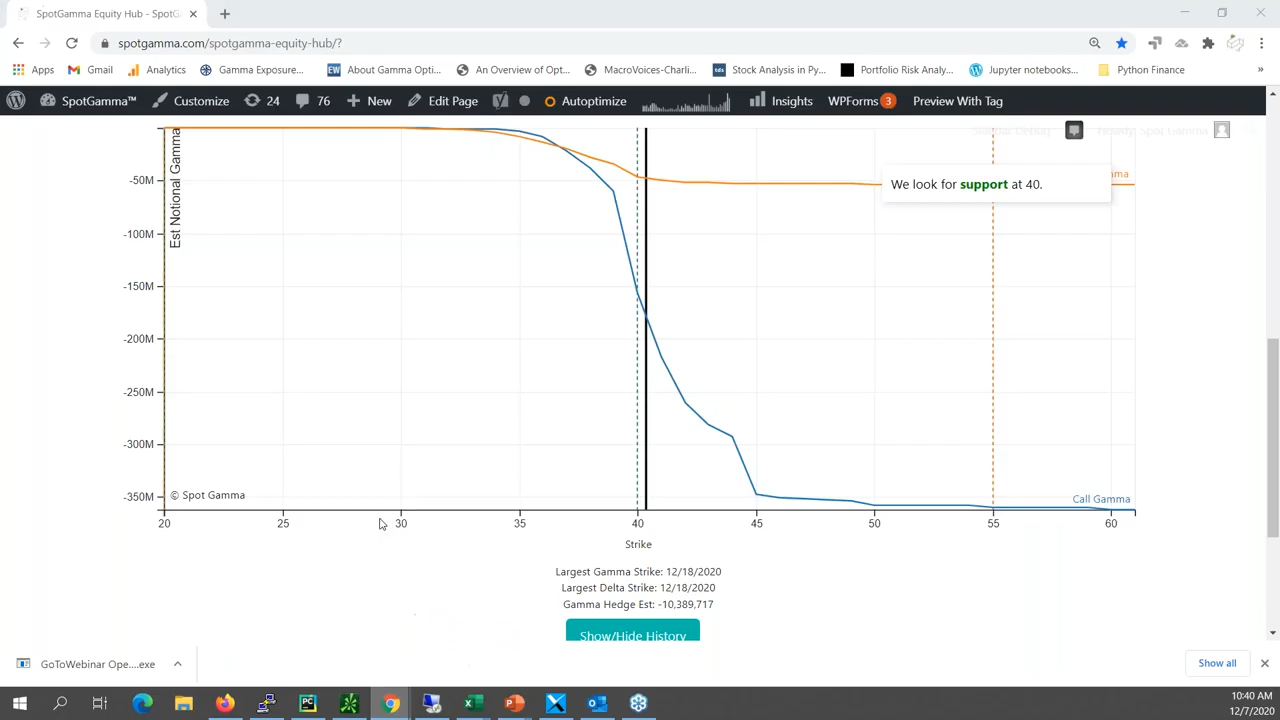 SpotGamma Equity Hub - SpotG
spotgamma.com/spotgamma-equity-hub/?
Apps Gmail Analytics Gamma Exposure... About Gamma Opti... An Overview of Opt... MacroVoices-Charli... Stock Analysis in Py... Portfolio Risk Analy... Jupyter notebooks... Python Finance »
SpotGamma™ Customize 24 76 New Edit Page Autoptimize Insights WPForms 3 Preview With Tag
Howdy, Spot Gamma
Est Notional Gamma
We look for support at 40.
mma
-50M
-100M
-150M
-200M
-250M
-300M
-350M
© Spot Gamma
Call Gamma
20 25 30 35 40 45 50 55 60
Strike
Largest Gamma Strike: 12/18/2020
Largest Delta Strike: 12/18/2020
Gamma Hedge Est: -10,389,717
Show/Hide History
GoToWebinar Ope....exe
Show all
10:40 AM
12/7/2020